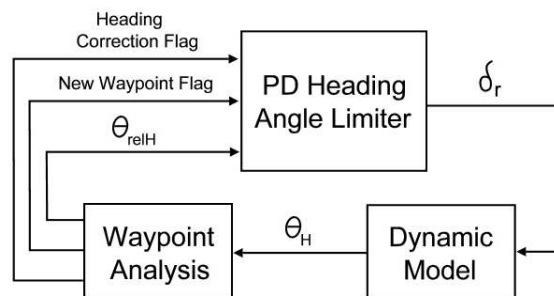 Heading
Correction Flag
New Waypoint Flag
θrelH
PD Heading
Angle Limiter
δr
Waypoint
Analysis
θH
Dynamic
Model